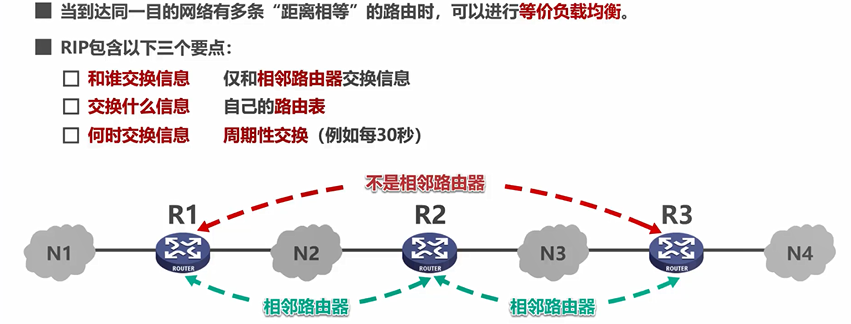 当到达同一目的网络有多条“距离相等”的路由时，可以进行等价负载均衡。
RIP包含以下三个要点：
和谁交换信息 仅和相邻路由器交换信息
交换什么信息 自己的路由表
何时交换信息 周期性交换（例如每30秒）
不是相邻路由器
R1 R2 R3
N1 N2 N3 N4
ROUTER ROUTER ROUTER
相邻路由器 相邻路由器